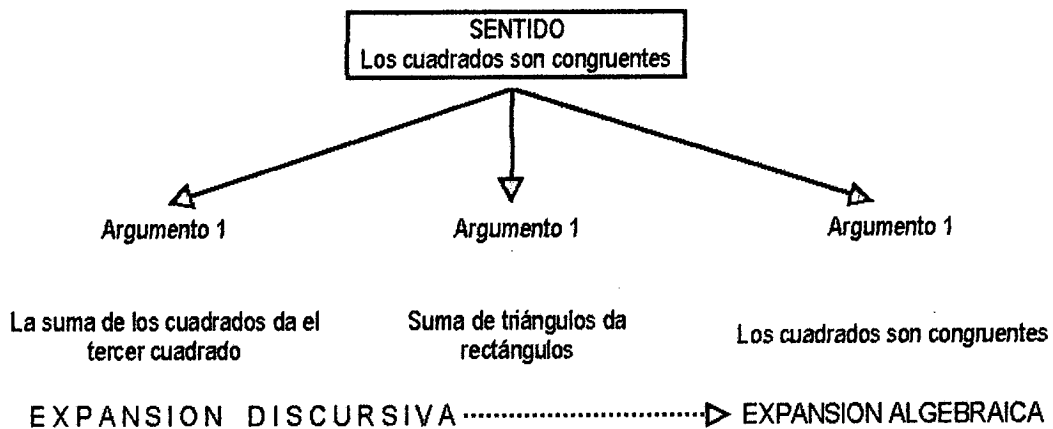 SENTIDO
Los cuadrados son congruentes
Argumento 1
Argumento 1
Argumento 1
La suma de los cuadrados da el
tercer cuadrado
Suma de triángulos da
rectángulos
Los cuadrados son congruentes
EXPANSION DISCURSIVA
EXPANSION ALGEBRAICA